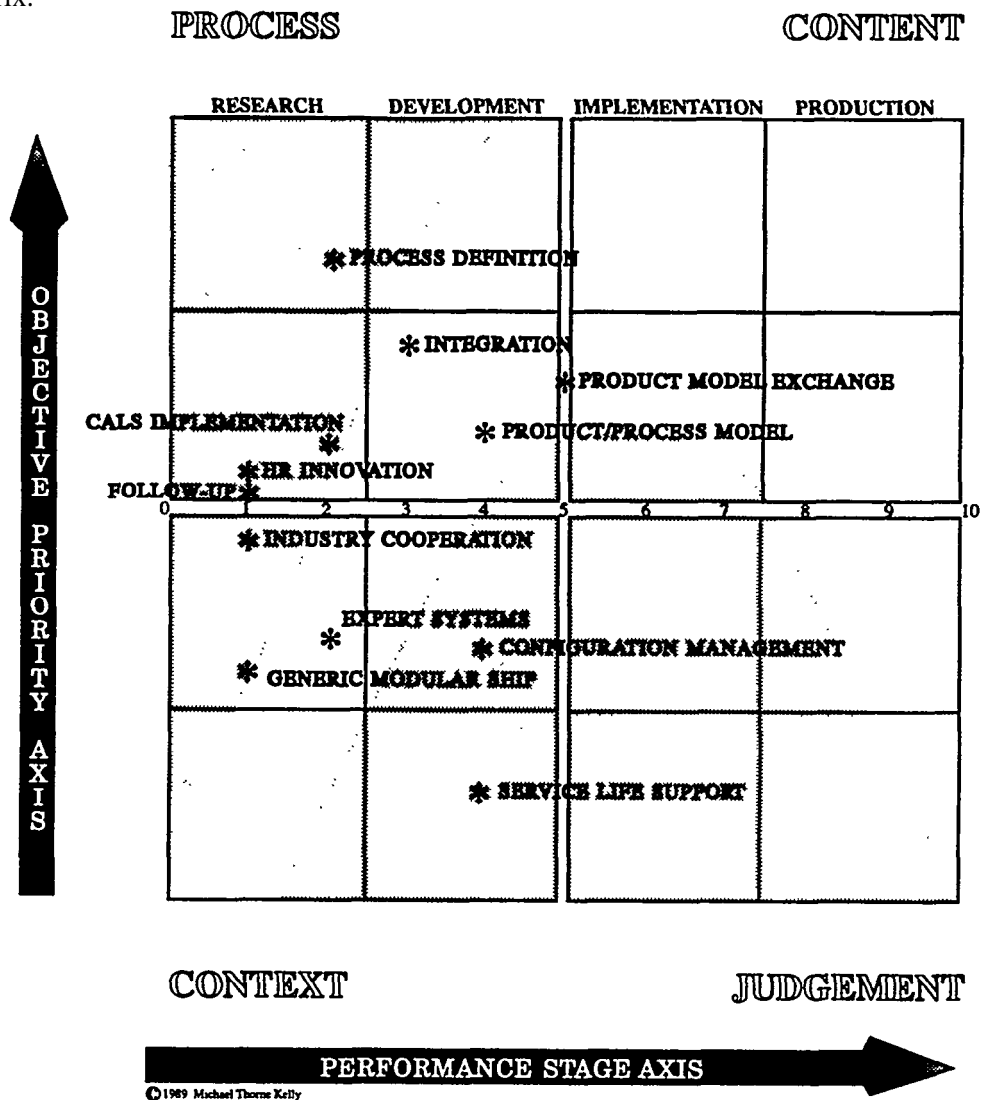 ix.
PROCESS CONTENT
RESEARCH DEVELOPMENT IMPLEMENTATION PRODUCTION
* PROCESS DEFINITION
* INTEGRATION
* PRODUCT MODEL EXCHANGE
CALS IMPLEMENTATION
*
* PRODUCT/PROCESS MODEL
* HR INNOVATION
FOLLOW-UP *
0 1 2 3 4 5 6 7 8 9 10
* INDUSTRY COOPERATION
EXPERT SYSTEMS
*
* CONFIGURATION MANAGEMENT
* GENERIC MODULAR SHIP
* SERVICE LIFE SUPPORT
OBJECTIVE PRIORITY AXIS
CONTEXT JUDGEMENT
PERFORMANCE STAGE AXIS
©1989 Michael Thorne Kelly